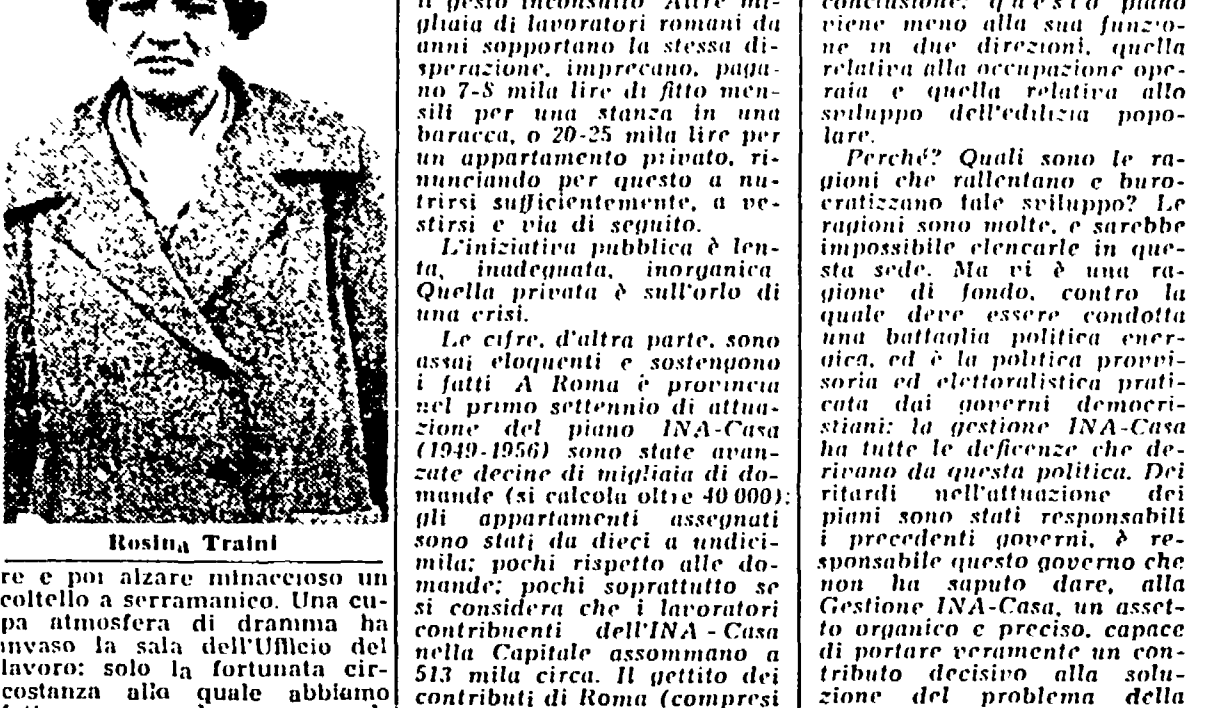 Rosina Traini
re e poi alzare minaccioso un
coltello a serramanico. Una cu-
pa atmosfera di dramma ha
invaso la sala dell'Ufficio del
lavoro: solo la fortunata cir-
costanza alla quale abbiamo
il gesto inconsulto Altre mi-
gliaia di lavoratori romani da
anni sopportano la stessa di-
sperazione, imprecano, paga-
no 7-8 mila lire di fitto men-
sili per una stanza in una
baracca, o 20-25 mila lire per
un appartamento privato, ri-
nunciando per questo a nu-
trirsi sufficientemente, a ve-
stirsi e via di seguito.
L'iniziativa pubblica è len-
ta, inadeguata, inorganica
Quella privata è sull'orlo di
una crisi.
Le cifre, d'altra parte, sono
assai eloquenti e sostengono
i fatti A Roma e provincia
nel primo settennio di attua-
zione del piano INA-Casa
(1949-1956) sono state avan-
zate decine di migliaia di do-
mande (si calcola oltre 40 000);
gli appartamenti assegnati
sono stati da dieci a undici-
mila; pochi rispetto alle do-
mande; pochi soprattutto se
si considera che i lavoratori
contribuenti dell'INA - Casa
nella Capitale assommano a
513 mila circa. Il gettito dei
contributi di Roma (compresi
conclusione: questo piano
viene meno alla sua funzio-
ne in due direzioni, quella
relativa alla occupazione ope-
raia e quella relativa allo
sviluppo dell'edilizia popo-
lare.
Perché? Quali sono le ra-
gioni che rallentano e buro-
cratizzano tale sviluppo? Le
ragioni sono molte, e sarebbe
impossibile elencarle in que-
sta sede. Ma vi è una ra-
gione di fondo, contro la
quale deve essere condotta
una battaglia politica ener-
gica, ed è la politica provvi-
soria ed elettoralistica prati-
cata dai governi democri-
stiani: la gestione INA-Casa
ha tutte le deficenze che de-
rivano da questa politica. Dei
ritardi nell'attuazione dei
piani sono stati responsabili
i precedenti governi, è re-
sponsabile questo governo che
non ha saputo dare, alla
Gestione INA-Casa, un asset-
to organico e preciso, capace
di portare veramente un con-
tributo decisivo alla solu-
zione del problema della